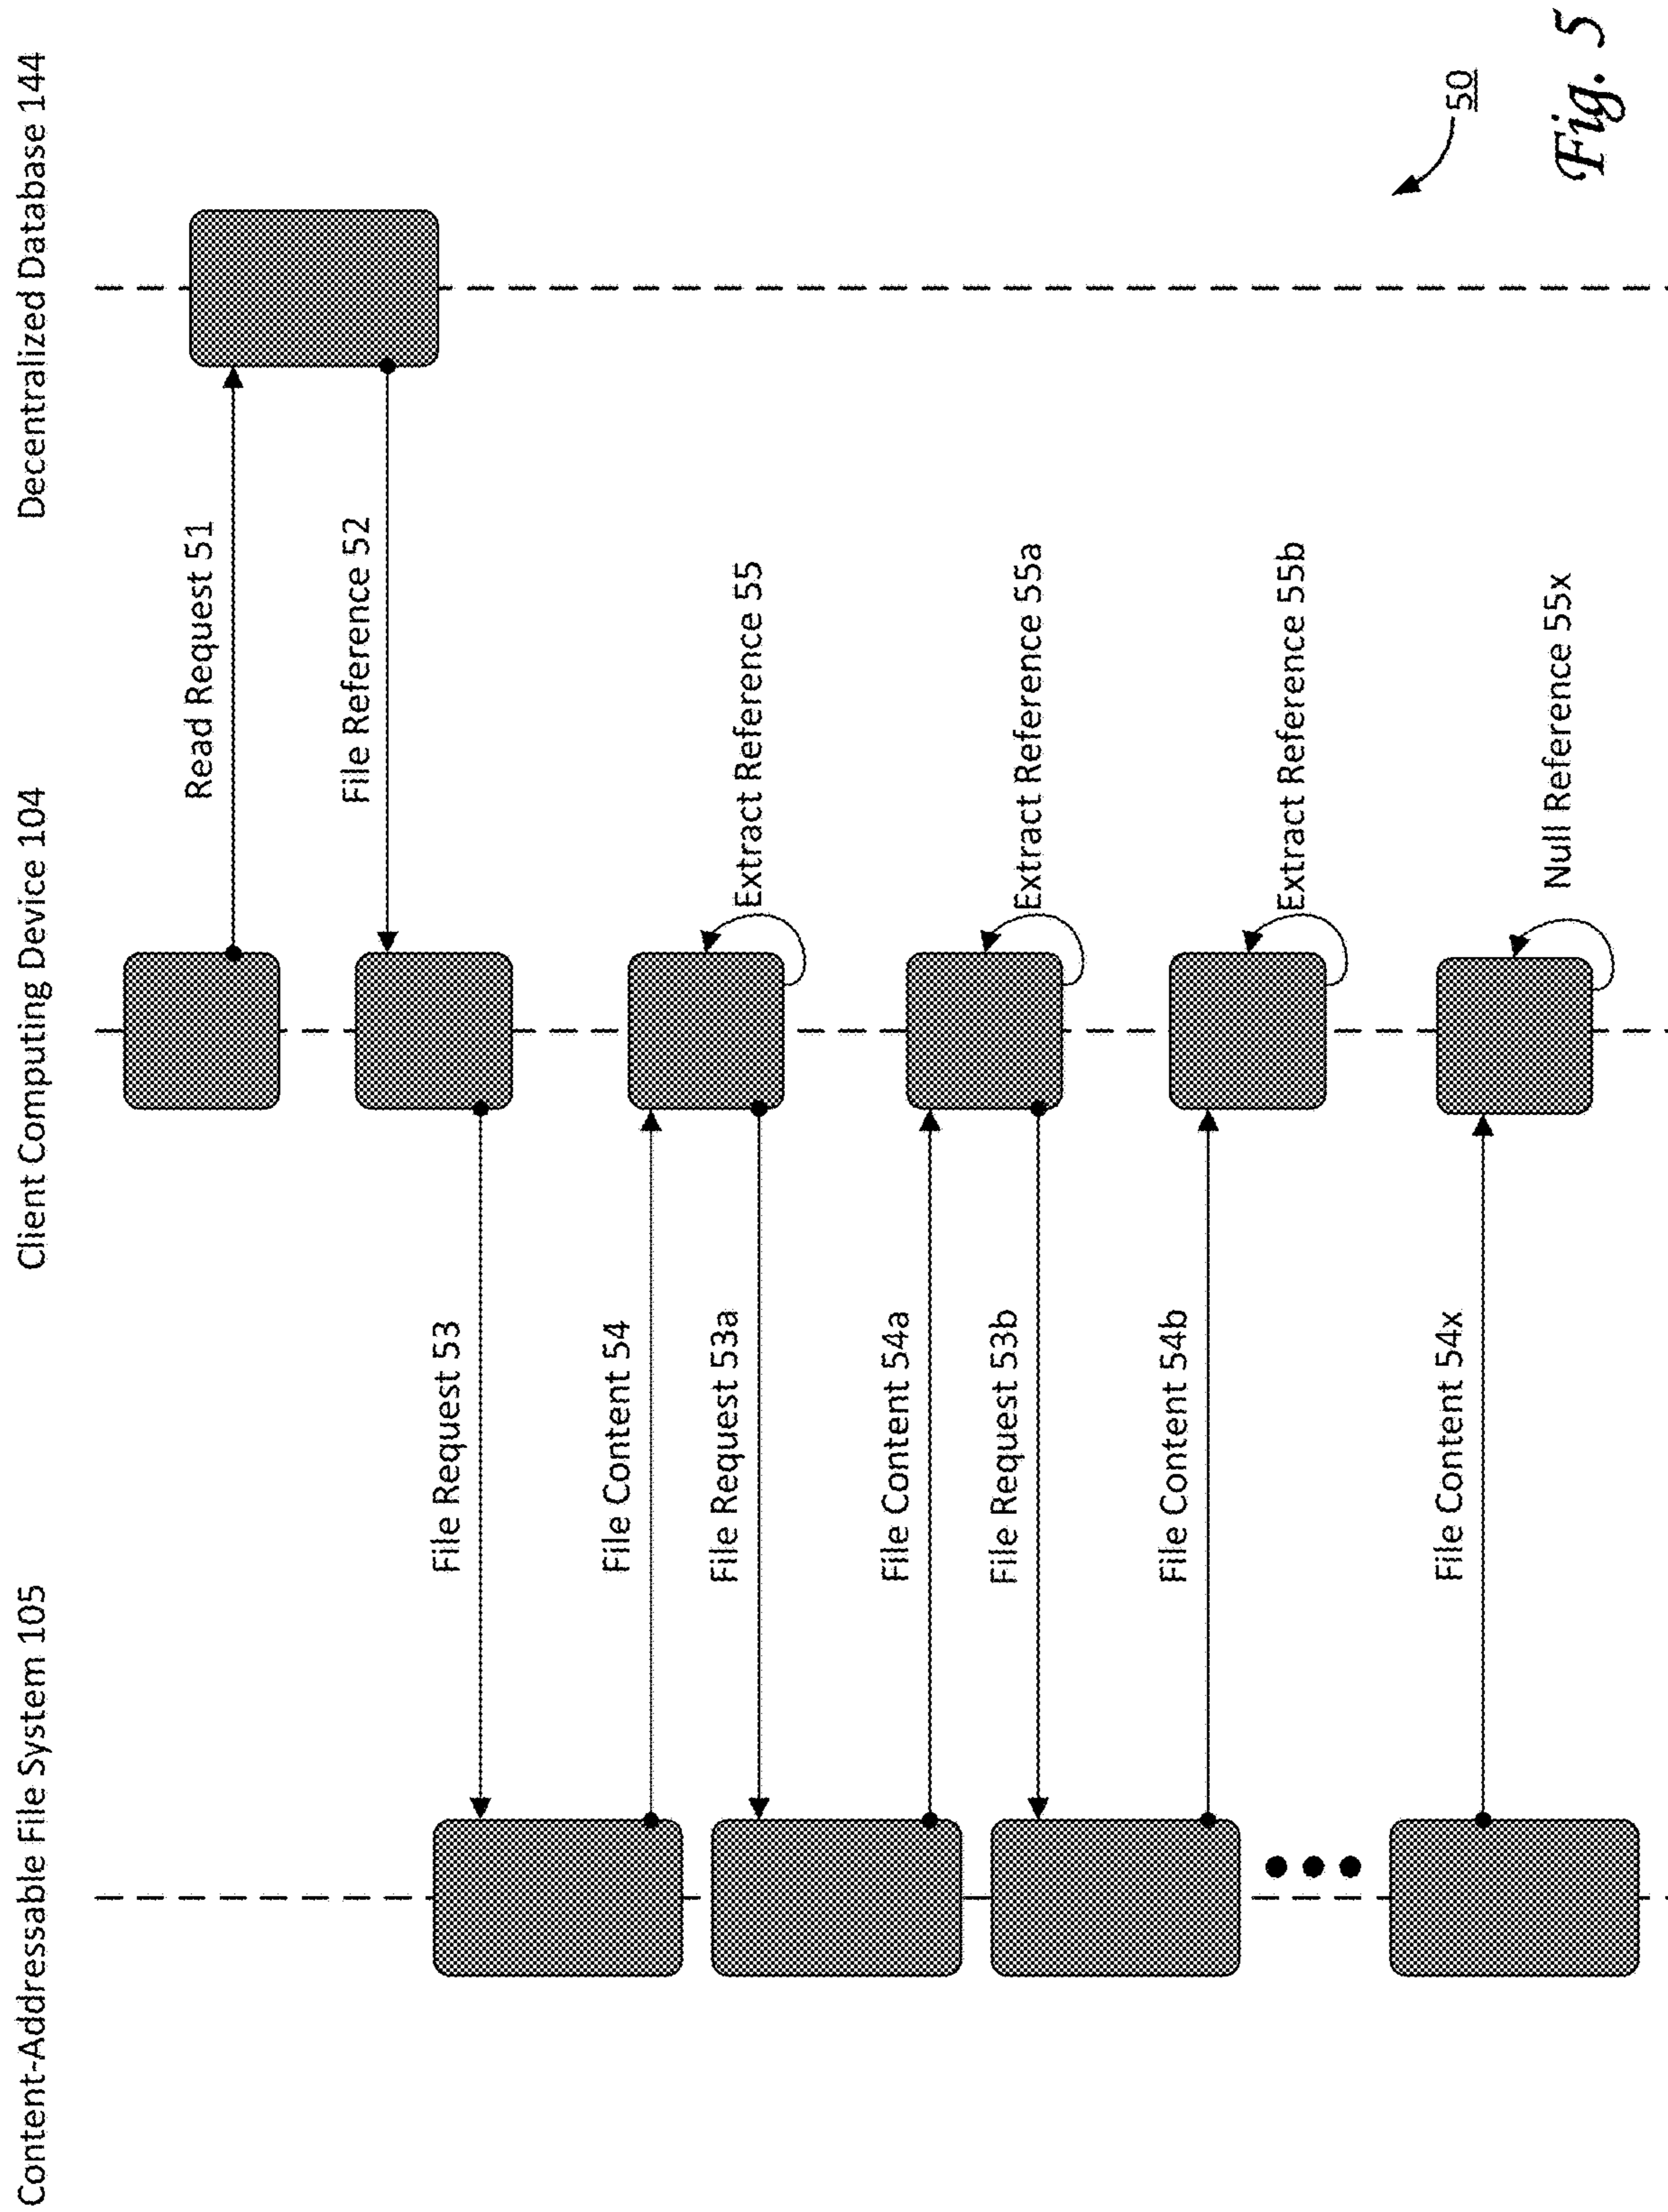 Content-Addressable File System 105
Client Computing Device 104
Decentralized Database 144
Read Request 51
File Reference 52
File Request 53
File Content 54
Extract Reference 55
File Request 53a
File Content 54a
Extract Reference 55a
File Request 53b
File Content 54b
Extract Reference 55b
File Content 54x
Null Reference 55x
50
Fig. 5